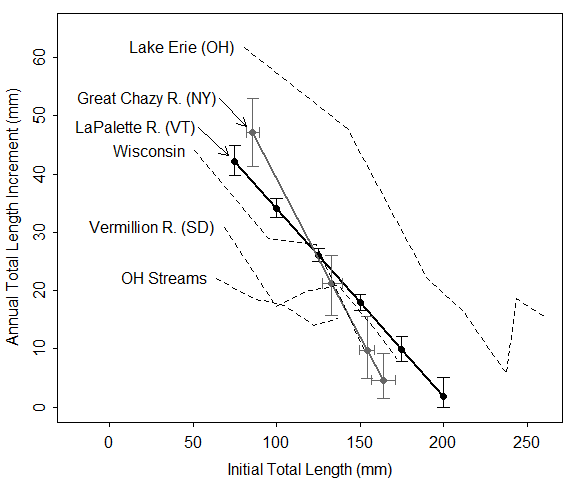 Lake Erie (OH)
Great Chazy R. (NY)
LaPalette R. (VT)
Wisconsin
Vermillion R. (SD)
OH Streams
Annual Total Length Increment (mm)
60
50
40
30
20
10
0
0 50 100 150 200 250
Initial Total Length (mm)